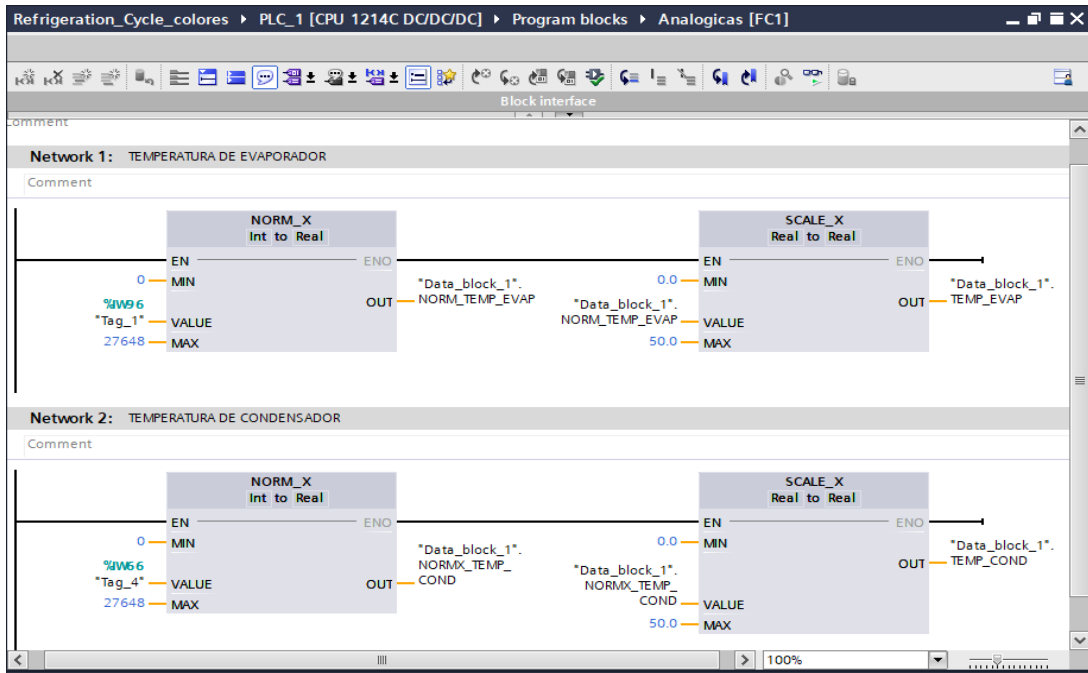 Refrigeration_Cycle_colores ▸ PLC_1 [CPU 1214C DC/DC/DC] ▸ Program blocks ▸ Analogicas [FC1]
Block interface
Comment
Network 1: TEMPERATURA DE EVAPORADOR
Comment
NORM_X
Int to Real
EN
ENO
0
MIN
%IW96
"Tag_1"
VALUE
27648
MAX
OUT
"Data_block_1".
NORM_TEMP_EVAP
SCALE_X
Real to Real
EN
ENO
0.0
MIN
"Data_block_1".
NORM_TEMP_EVAP
VALUE
50.0
MAX
OUT
"Data_block_1".
TEMP_EVAP
Network 2: TEMPERATURA DE CONDENSADOR
Comment
NORM_X
Int to Real
EN
ENO
0
MIN
%IW66
"Tag_4"
VALUE
27648
MAX
OUT
"Data_block_1".
NORMX_TEMP_
COND
SCALE_X
Real to Real
EN
ENO
0.0
MIN
"Data_block_1".
NORMX_TEMP_
COND
VALUE
50.0
MAX
OUT
"Data_block_1".
TEMP_COND
100%